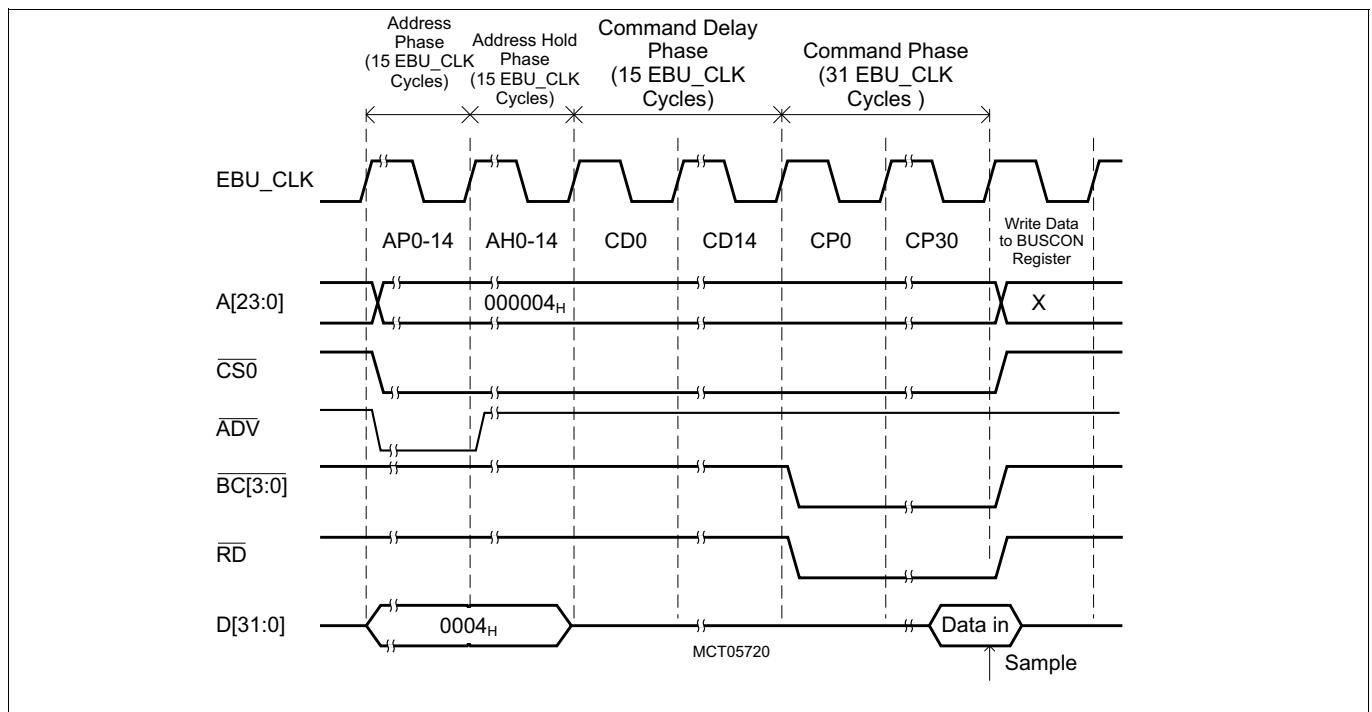 Address
Phase
(15 EBU_CLK
Cycles)
Address Hold
Phase
(15 EBU_CLK
Cycles)
Command Delay
Phase
(15 EBU_CLK
Cycles)
Command Phase
(31 EBU_CLK
Cycles )
EBU_CLK
AP0-14
AH0-14
CD0
CD14
CP0
CP30
Write Data
to BUSCON
Register
A[23:0]
000004H
X
CS0
ADV
BC[3:0]
RD
D[31:0]
0004H
Data in
MCT05720
Sample